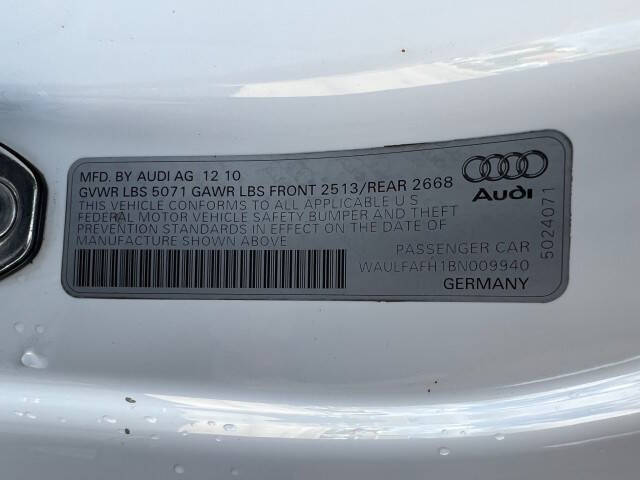 MFD. BY AUDI AG 12 10
GVWR LBS 5071 GAWR LBS FRONT 2513/REAR 2668
THIS VEHICLE CONFORMS TO ALL APPLICABLE U S
FEDERAL MOTOR VEHICLE SAFETY BUMPER AND THEFT
PREVENTION STANDARDS IN EFFECT ON THE DATE OF
MANUFACTURE SHOWN ABOVE
Audi
PASSENGER CAR
WAULFAFH1BN009940
GERMANY
5024071